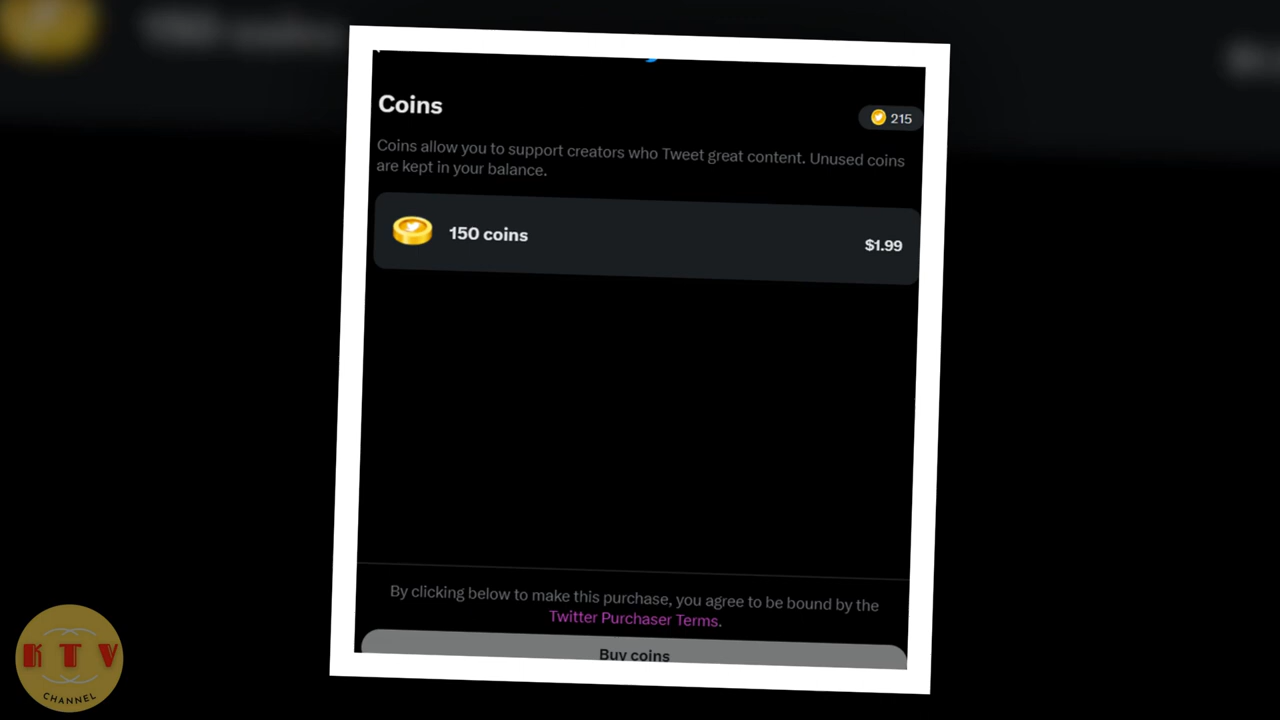 Coins
215
Coins allow you to support creators who Tweet great content. Unused coins
are kept in your balance.
150 coins
$1.99
By clicking below to make this purchase, you agree to be bound by the
Twitter Purchaser Terms.
Buy coins
KTV
CHANNEL